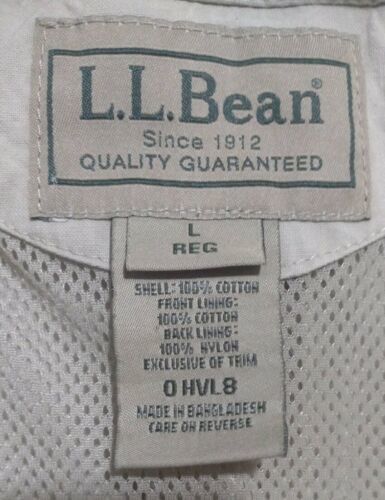 L.L.Bean®
Since 1912
QUALITY GUARANTEED
L
REG
SHELL: 100% COTTON
FRONT LINING:
100% COTTON
BACK LINING:
100% NYLON
EXCLUSIVE OF TRIM
0 HVL8
MADE IN BANGLADESH
CARE ON REVERSE